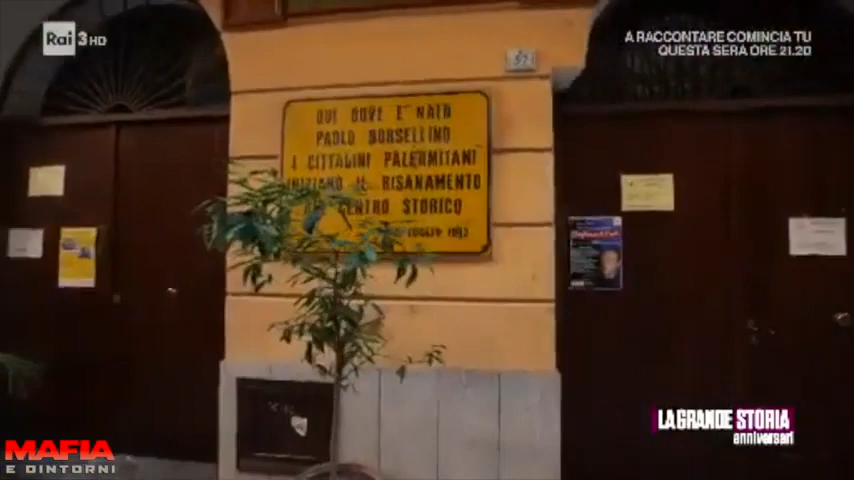 Rai 3 HD
A RACCONTARE COMINCIA TU
QUESTA SERA ORE 21.20
57
QUI DOVE E' NATO
PAOLO BORSELLINO
I CITTADINI PALERMITANI
INIZIANO IL RISANAMENTO
CENTRO STORICO
LA GRANDE STORIA
anniversari
MAFIA
E DINTORNI